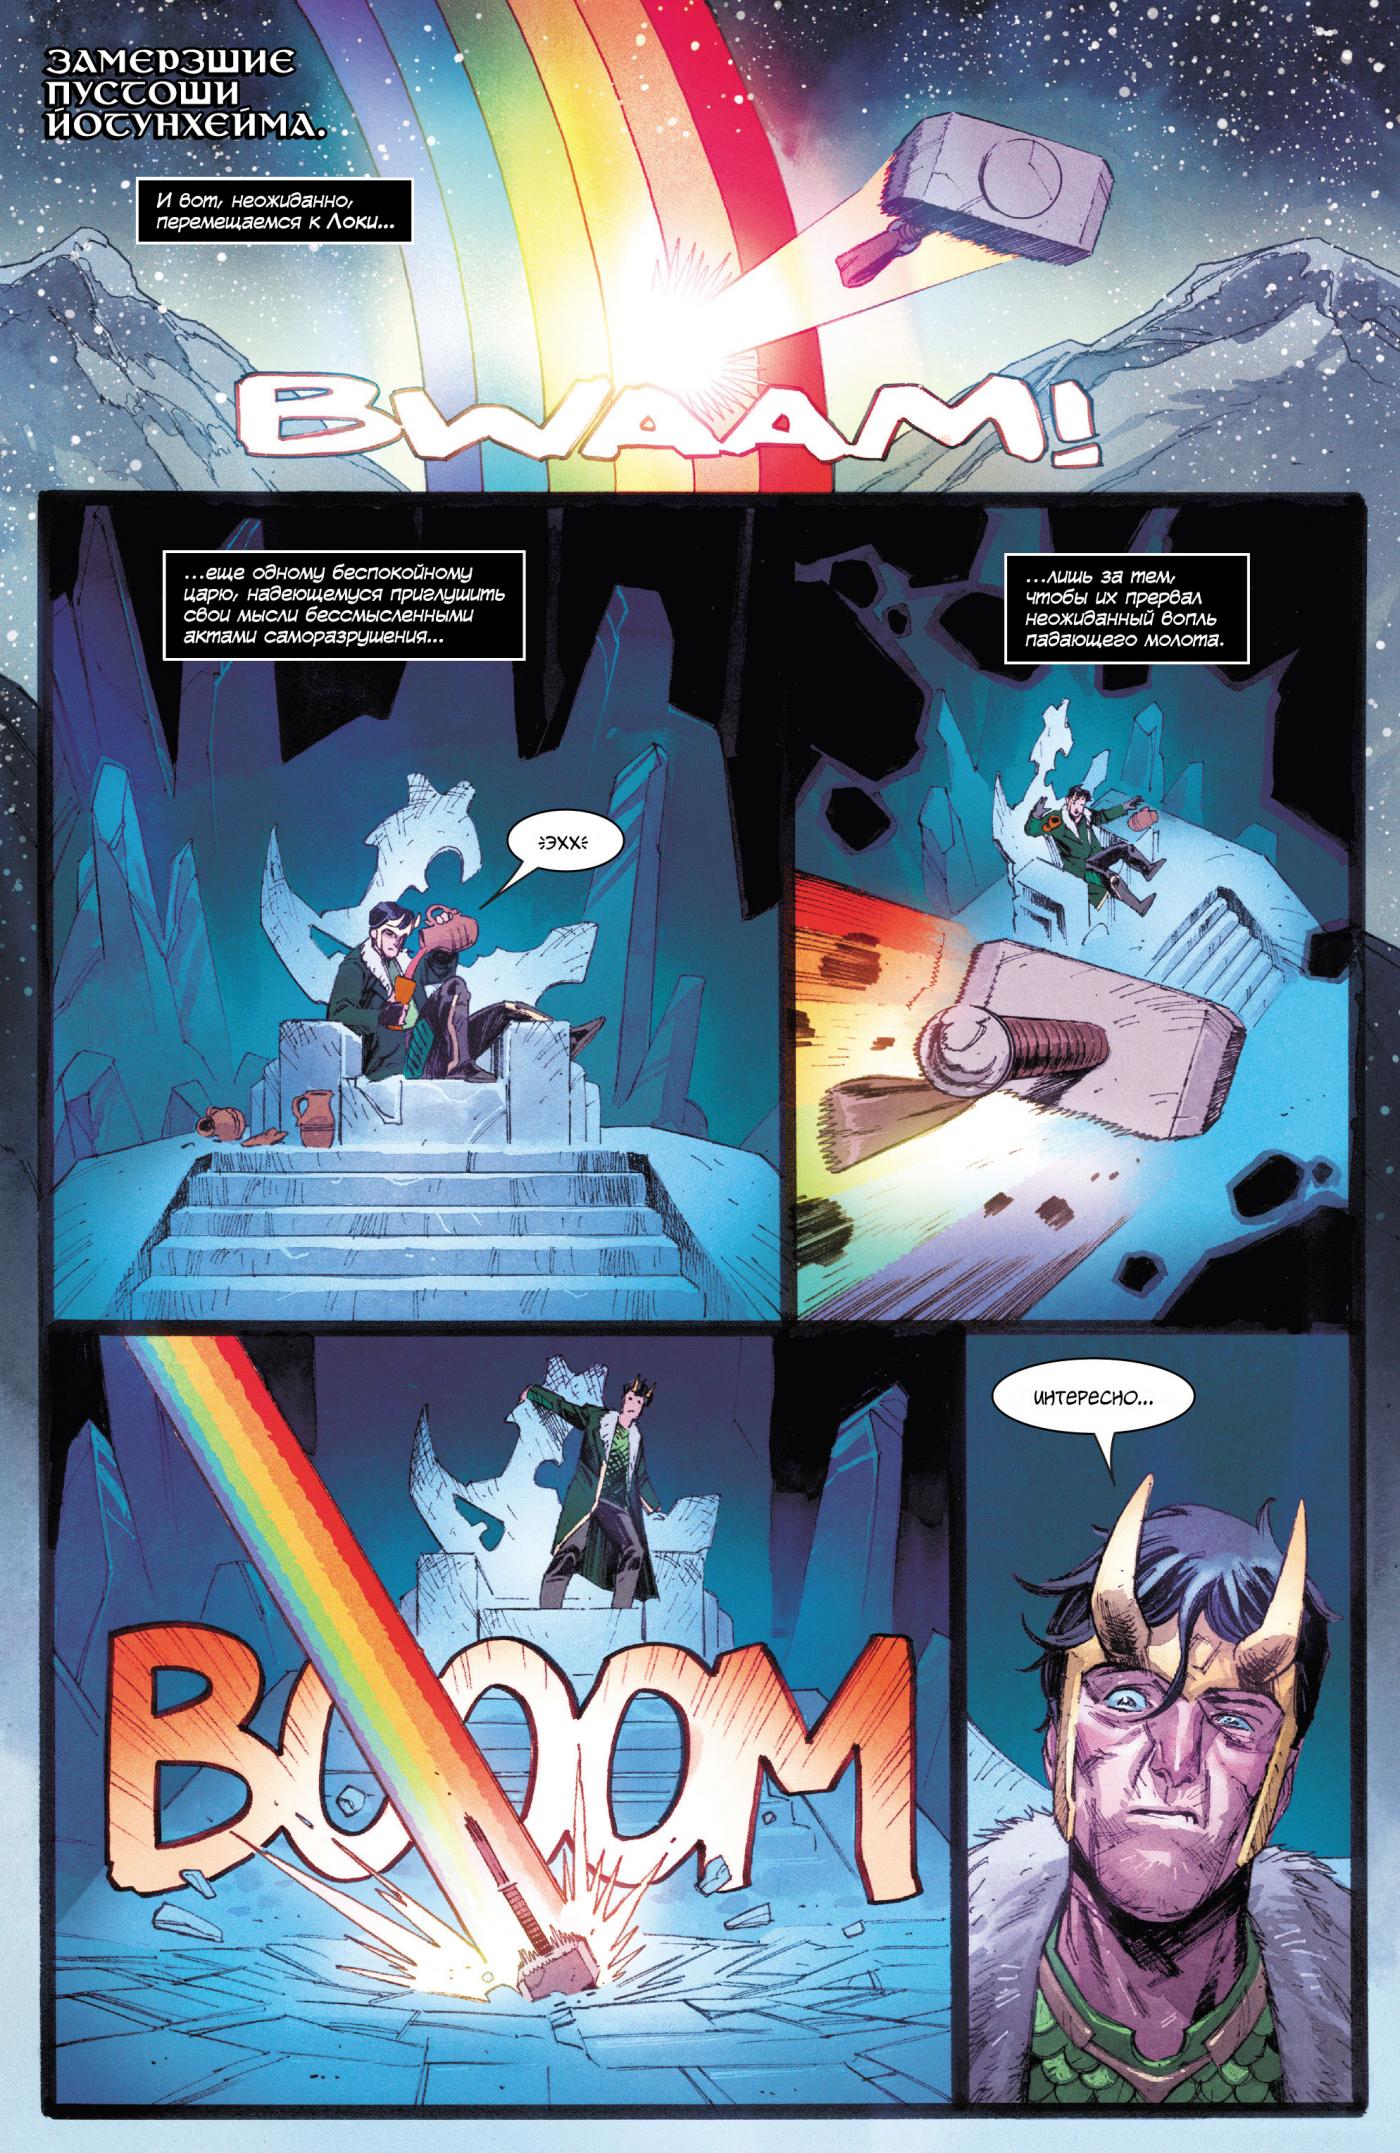 ЗАМЕРЗШИЕ
ПУСТОШИ
ЙОТУНХЕЙМА.
И вот, неожиданно,
перемещаемся к Локи...
BWAAM!
...еще одному беспокойному
царю, надеющемуся приглушить
свои мысли бессмысленными
актами саморазрушения...
ЭХХ
...лишь за тем,
чтобы их прервал
неожиданный вопль
падающего молота.
BOOOM
ИНТЕРЕСНО...